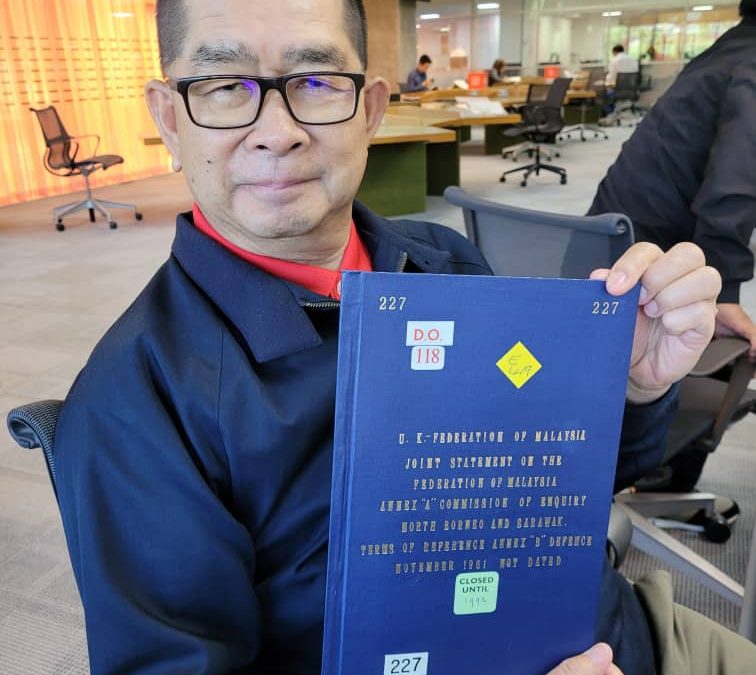 227
227
D.O.
118
E
U. K.-FEDERATION OF MALAYSIA
JOINT STATEMENT ON THE
FEDERATION OF MALAYSIA
ANNEX "A" COMMISSION OF ENQUIRY
NORTH BORNEO AND SARAWAK.
TERMS OF REFERENCE ANNEX "B" DEFENCE
NOVEMBER 1961 NOT DATED
CLOSED
UNTIL
1992
227